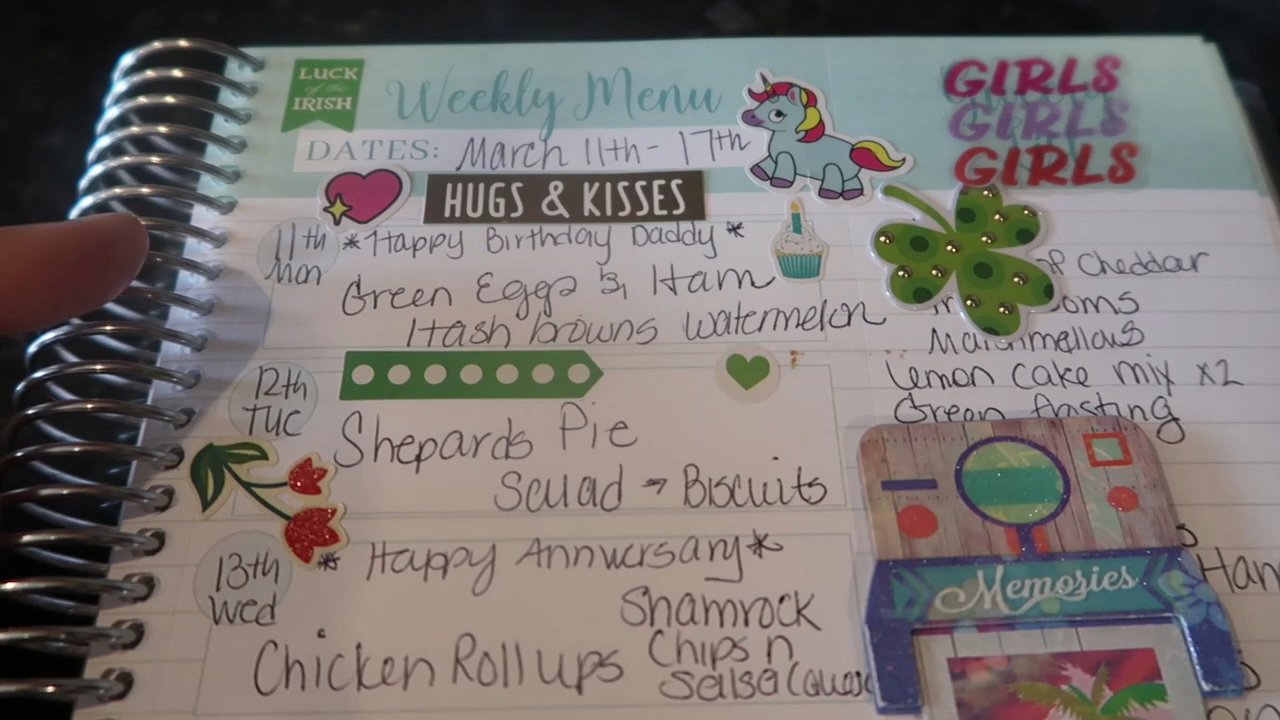 LUCK
of the
IRISH
Weekly Menu
DATES: March 11th - 17th
GIRLS
GIRLS
GIRLS
HUGS & KISSES
11th
Mon
*Happy Birthday Daddy*
Green Eggs & Ham
Hash browns watermelon
12th
Tue
Shepards Pie
Salad → Biscuits
13th
Wed
* Happy Anniversary *
Chicken Roll ups
Shamrock
Chips n
Salsa
of Cheddar
Marshmellows
Lemon cake mix x2
Green frosting
Memories